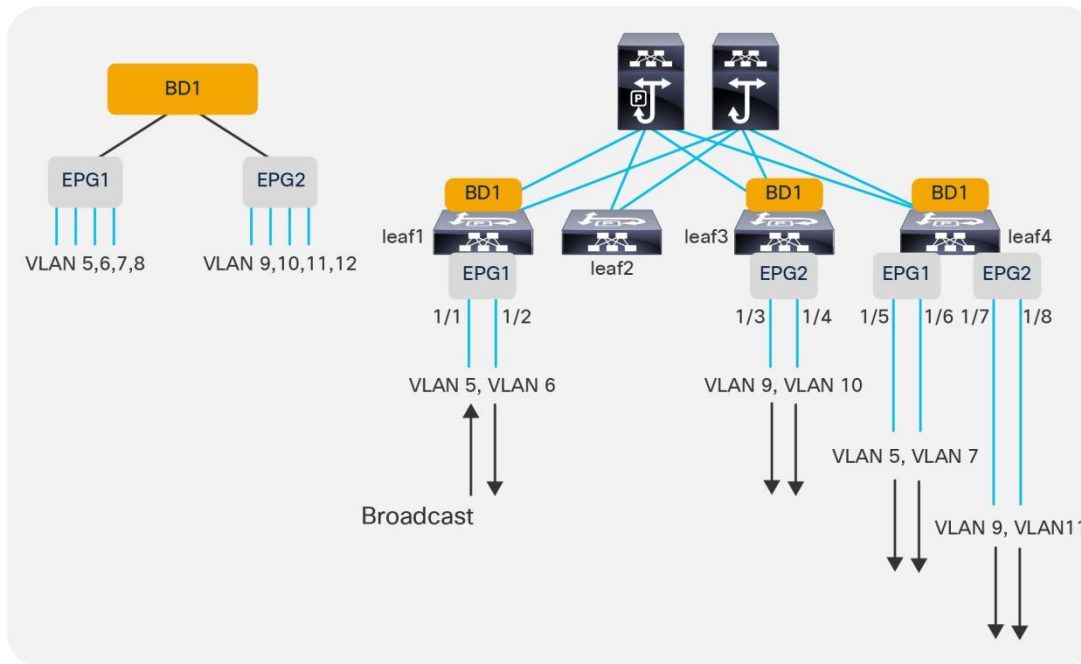 BD1
EPG1
EPG2
VLAN 5,6,7,8
VLAN 9,10,11,12
P
BD1
BD1
BD1
leaf1
leaf2
leaf3
leaf4
P
P
P
P
EPG1
EPG2
EPG1
EPG2
1/1
1/2
1/3
1/4
1/5
1/6
1/7
1/8
VLAN 5, VLAN 6
VLAN 9, VLAN 10
VLAN 5, VLAN 7
Broadcast
VLAN 9, VLAN11